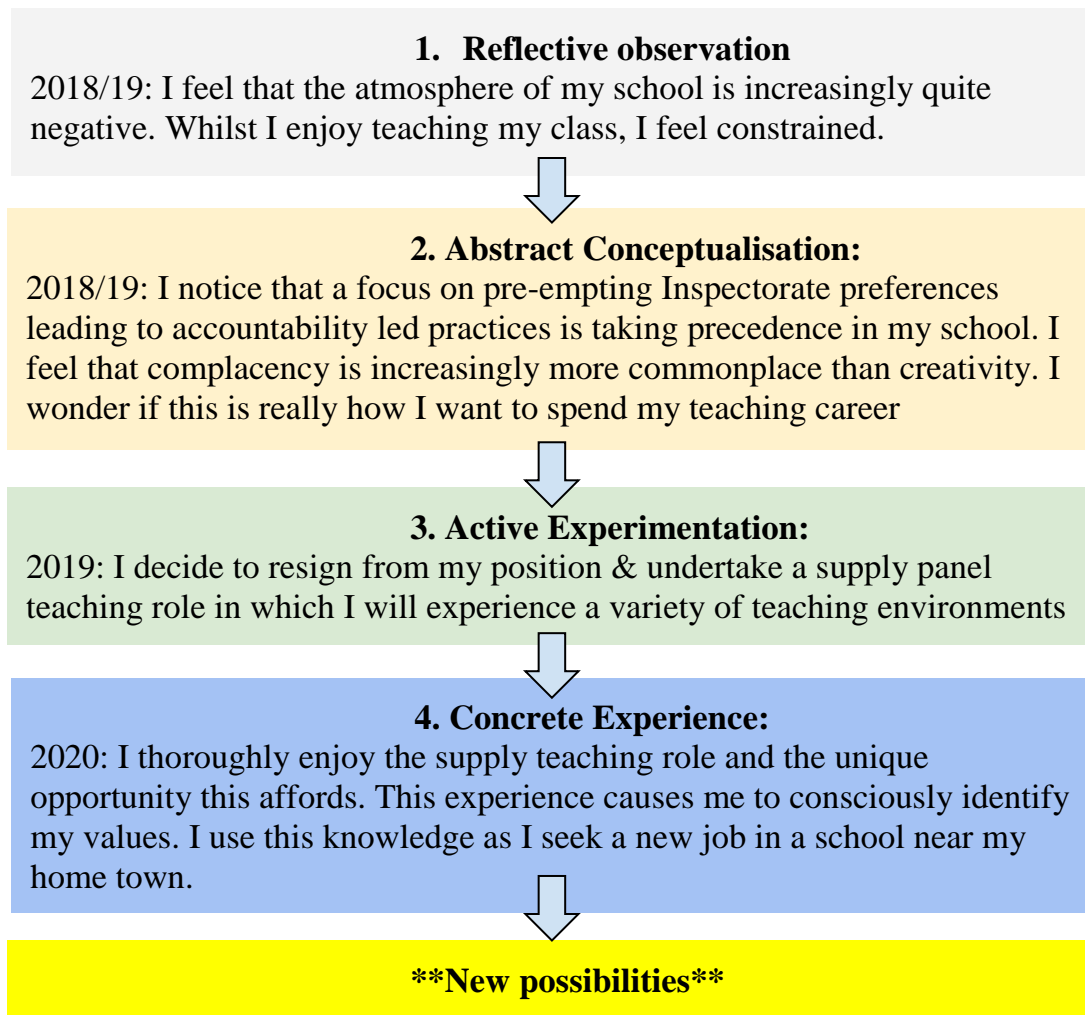 1. Reflective observation
2018/19: I feel that the atmosphere of my school is increasingly quite
negative. Whilst I enjoy teaching my class, I feel constrained.
2. Abstract Conceptualisation:
2018/19: I notice that a focus on pre-empting Inspectorate preferences
leading to accountability led practices is taking precedence in my school. I
feel that complacency is increasingly more commonplace than creativity. I
wonder if this is really how I want to spend my teaching career
3. Active Experimentation:
2019: I decide to resign from my position & undertake a supply panel
teaching role in which I will experience a variety of teaching environments
4. Concrete Experience:
2020: I thoroughly enjoy the supply teaching role and the unique
opportunity this affords. This experience causes me to consciously identify
my values. I use this knowledge as I seek a new job in a school near my
home town.
**New possibilities**